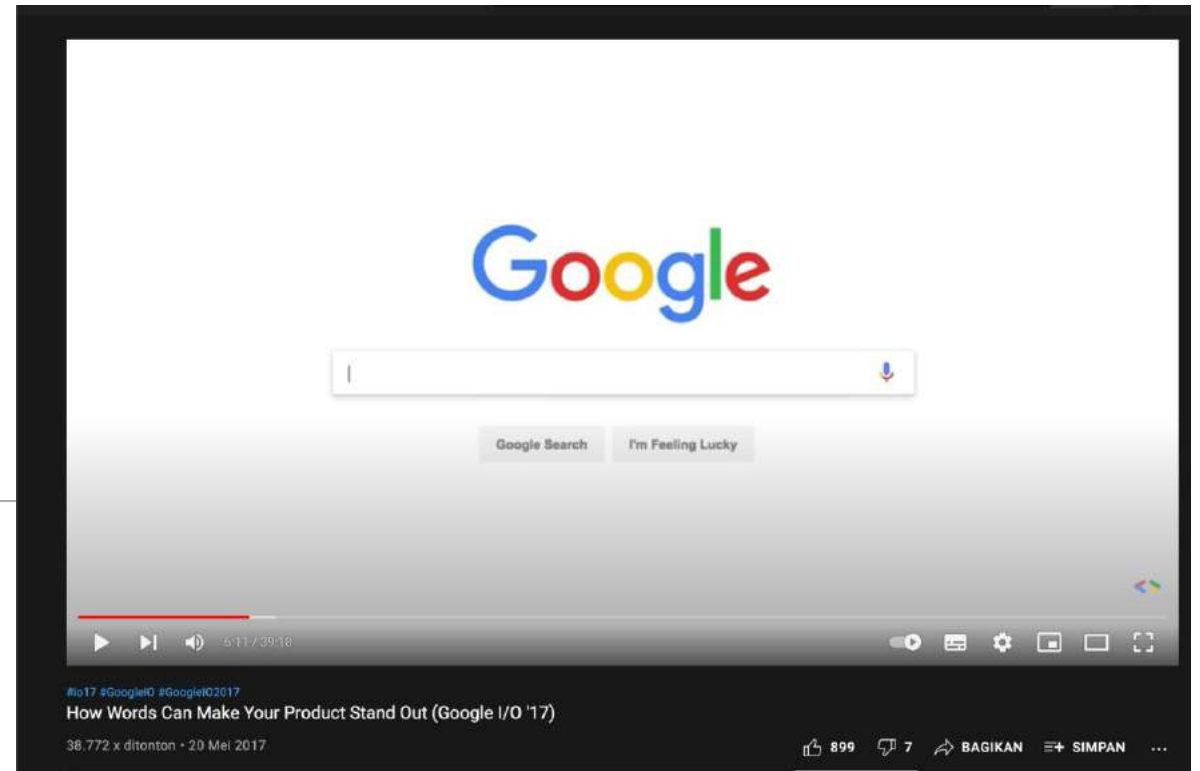 Google
Google Search I'm Feeling Lucky
6:11 / 39:18
#io17 #GoogleIO #GoogleIO2017
How Words Can Make Your Product Stand Out (Google I/O '17)
38.772 x ditonton • 20 Mei 2017 899 7 BAGIKAN SIMPAN